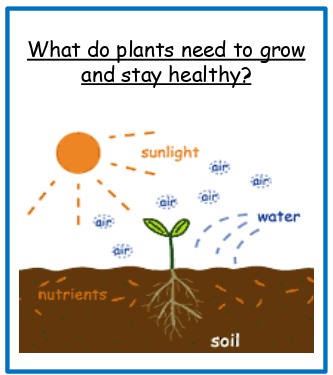 What do plants need to grow
and stay healthy?
sunlight
air
air
air
air
air
water
air
nutrients
soil